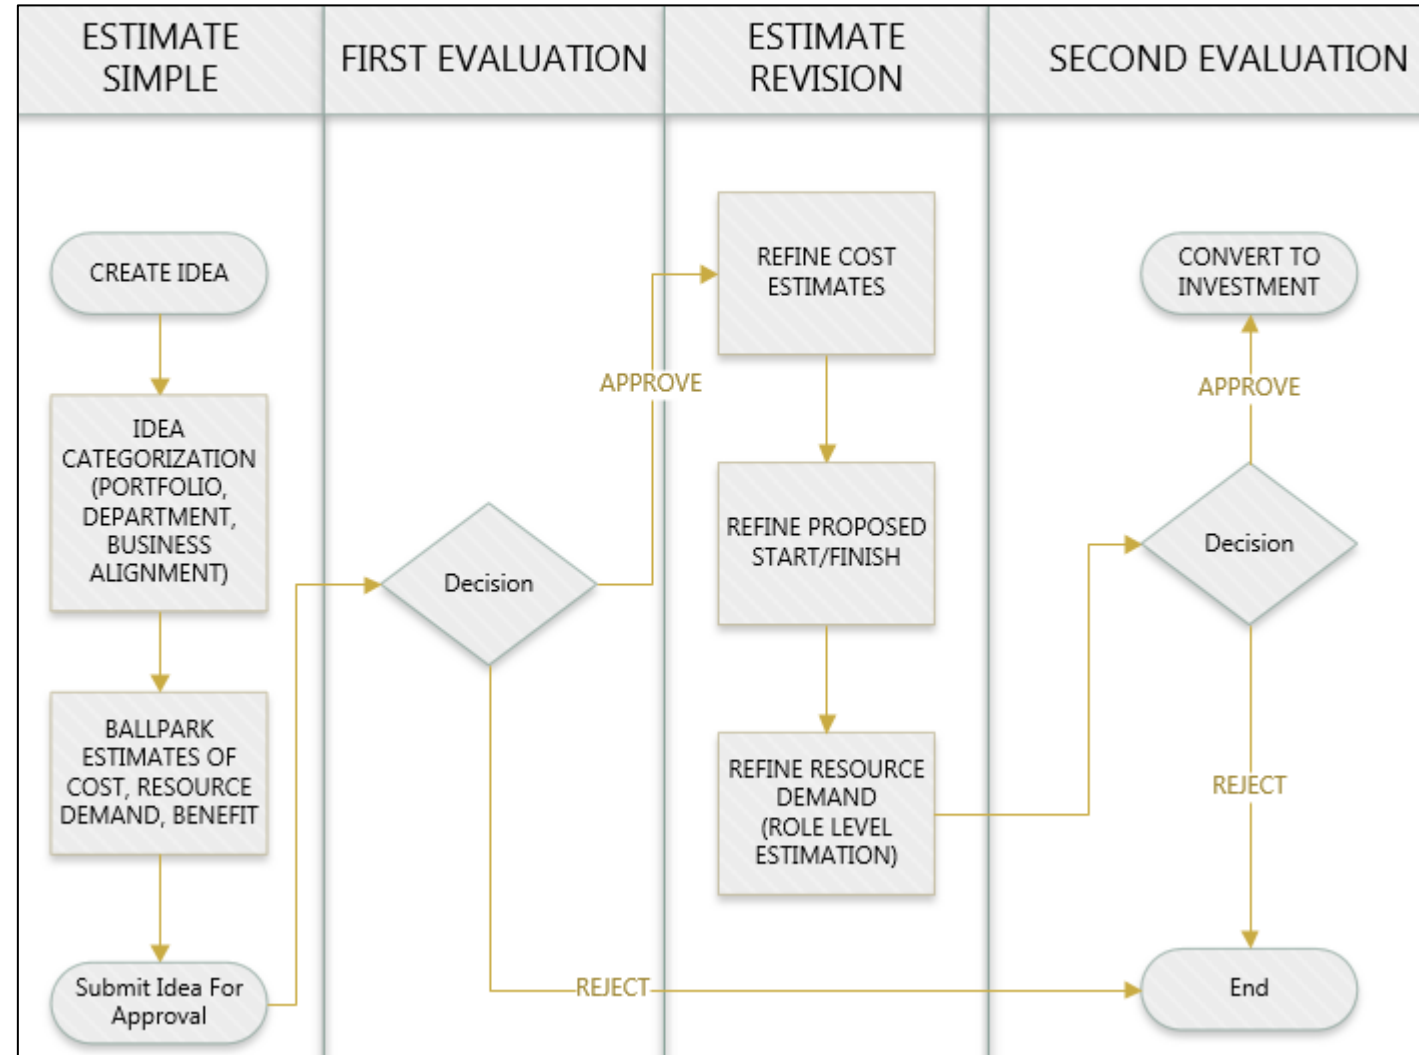 ESTIMATE
SIMPLE
FIRST EVALUATION
ESTIMATE
REVISION
SECOND EVALUATION
CREATE IDEA
IDEA
CATEGORIZATION
(PORTFOLIO,
DEPARTMENT,
BUSINESS
ALIGNMENT)
BALLPARK
ESTIMATES OF
COST, RESOURCE
DEMAND, BENEFIT
Submit Idea For
Approval
Decision
APPROVE
REJECT
REFINE COST
ESTIMATES
REFINE PROPOSED
START/FINISH
REFINE RESOURCE
DEMAND
(ROLE LEVEL
ESTIMATION)
CONVERT TO
INVESTMENT
APPROVE
Decision
REJECT
End